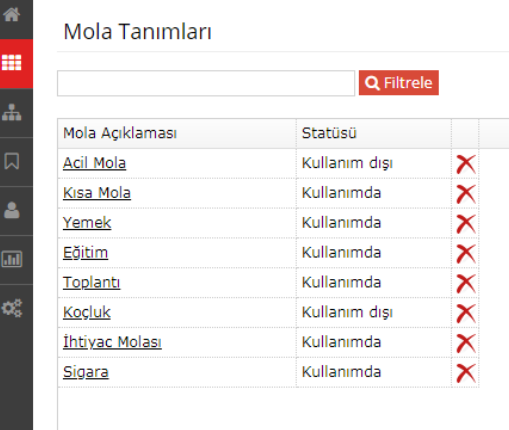 Mola Tanımları
Filtrele
Mola Açıklaması Statüsü
Acil Mola Kullanım dışı
Kısa Mola Kullanımda
Yemek Kullanımda
Eğitim Kullanımda
Toplantı Kullanımda
Koçluk Kullanım dışı
İhtiyac Molası Kullanımda
Sigara Kullanımda